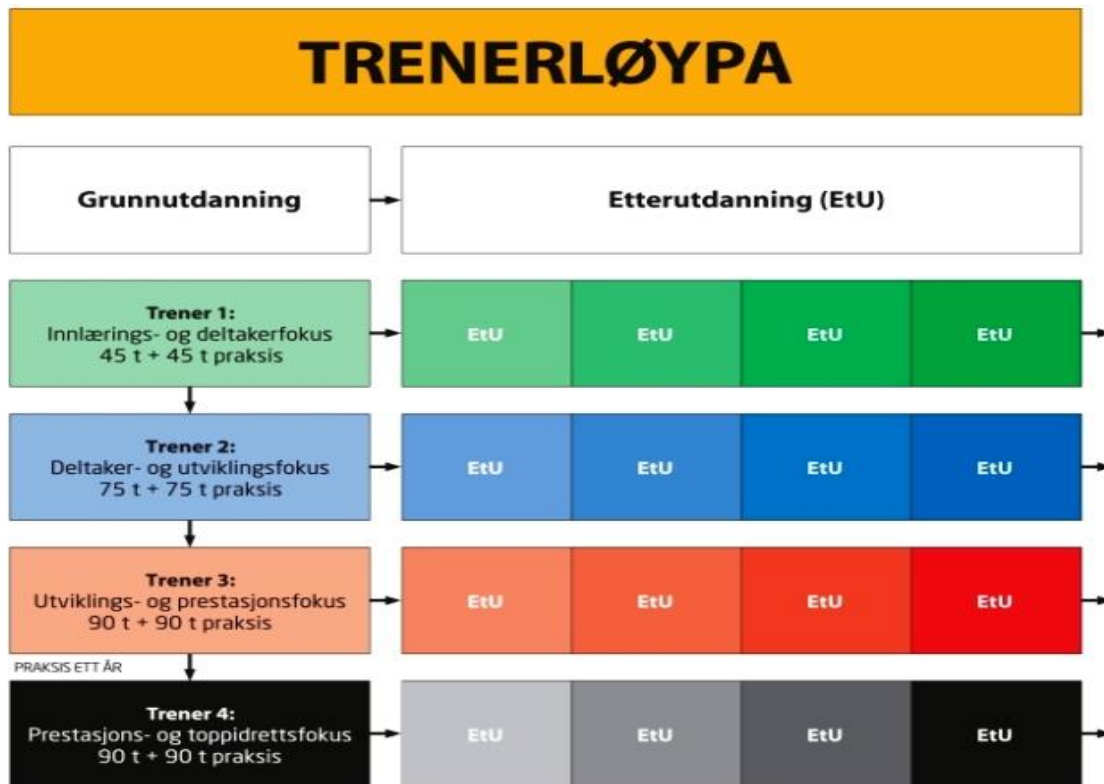 TRENERLØYPA
Grunnutdanning
Etterutdanning (EtU)
Trener 1:
Innlærings- og deltakerfokus
45 t + 45 t praksis
EtU
EtU
EtU
EtU
Trener 2:
Deltaker- og utviklingsfokus
75 t + 75 t praksis
EtU
EtU
EtU
EtU
Trener 3:
Utviklings- og prestasjonsfokus
90 t + 90 t praksis
EtU
EtU
EtU
EtU
PRAKSIS ETT ÅR
Trener 4:
Prestasjons- og toppidrettsfokus
90 t + 90 t praksis
EtU
EtU
EtU
EtU